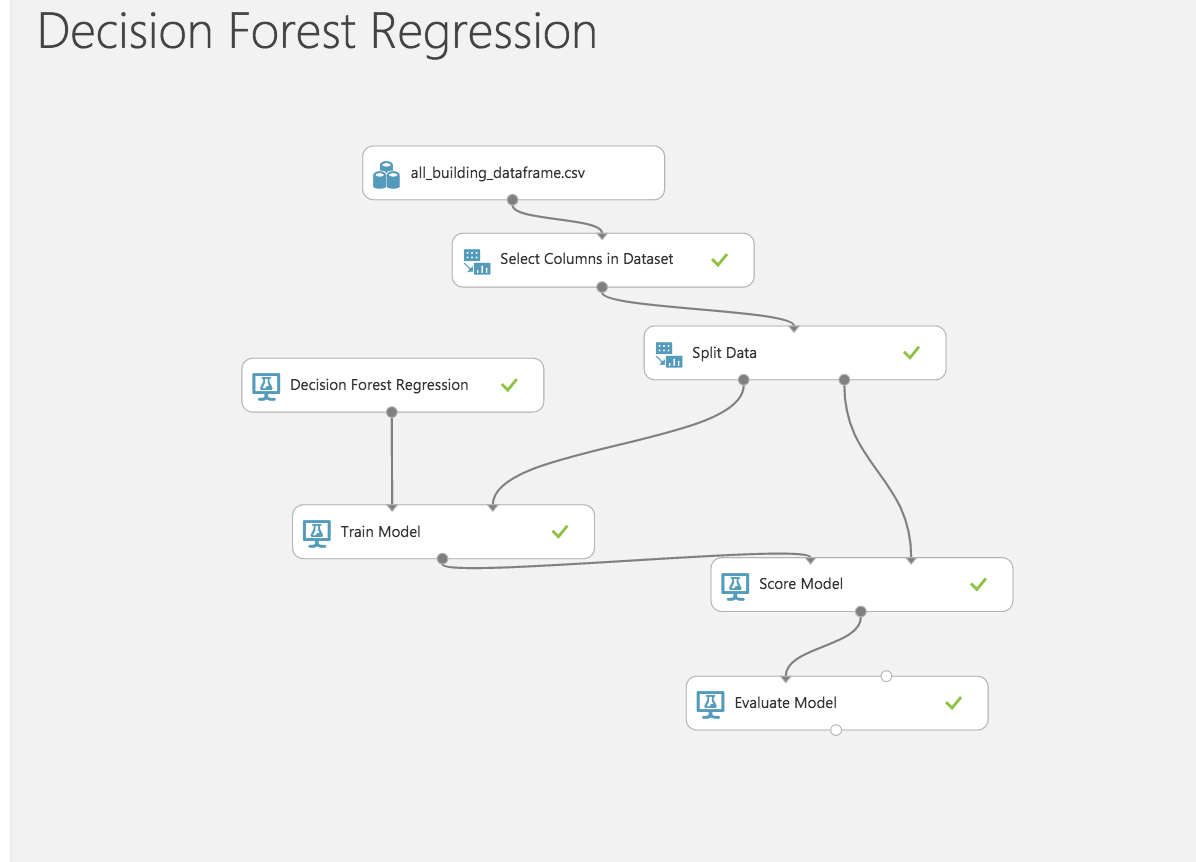 Decision Forest Regression
all_building_dataframe.csv
Select Columns in Dataset
Split Data
Decision Forest Regression
Train Model
Score Model
Evaluate Model